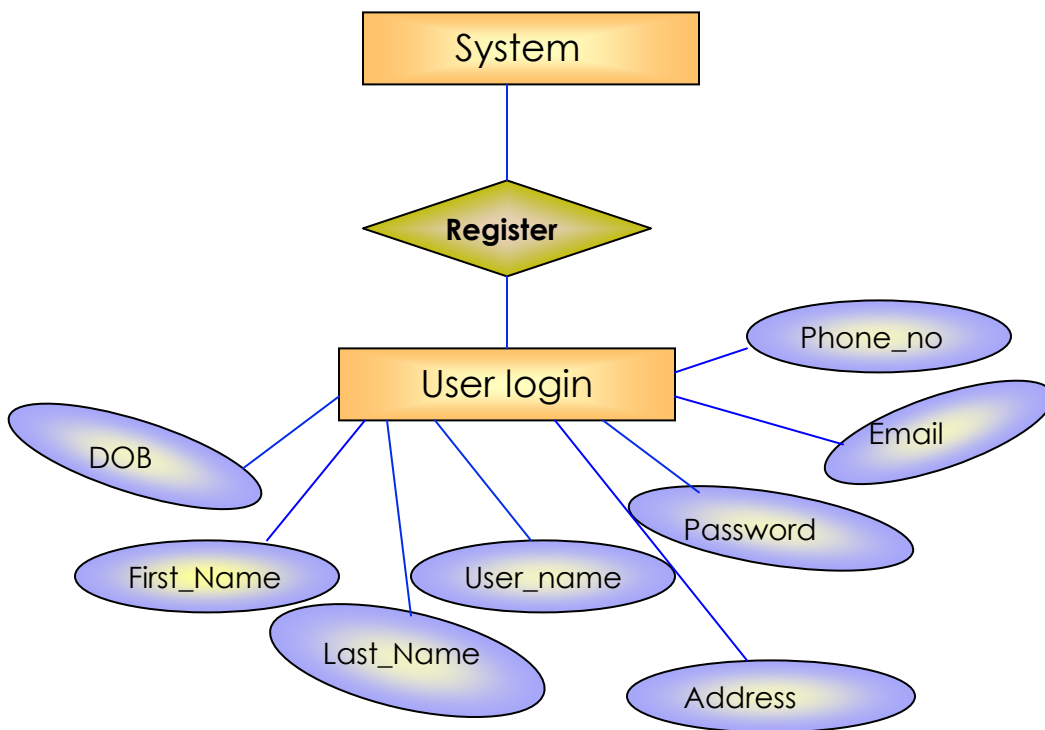 System
Register
Phone_no
User login
Email
DOB
Password
First_Name
User_name
Last_Name
Address